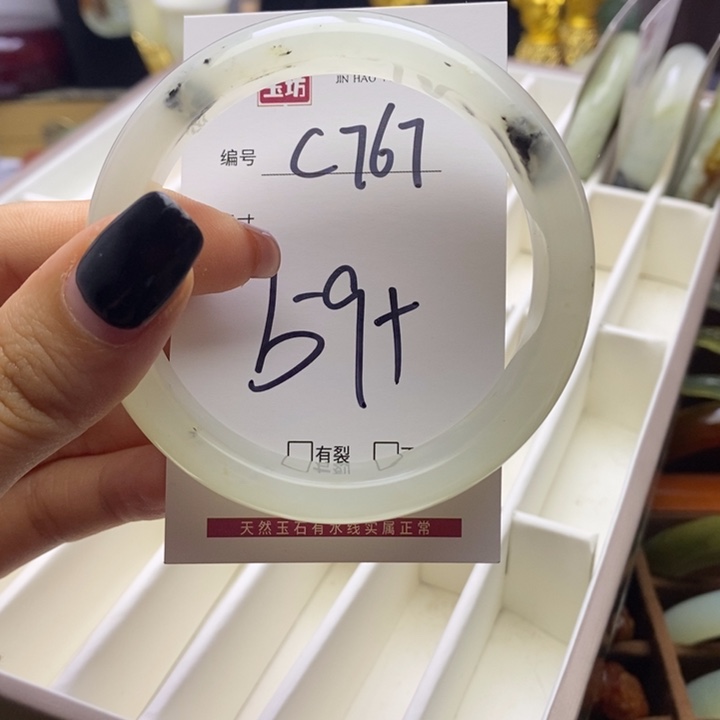 玉坊
JIN HAO
编号 C767
59+
有裂
天然玉石有水线实属正常